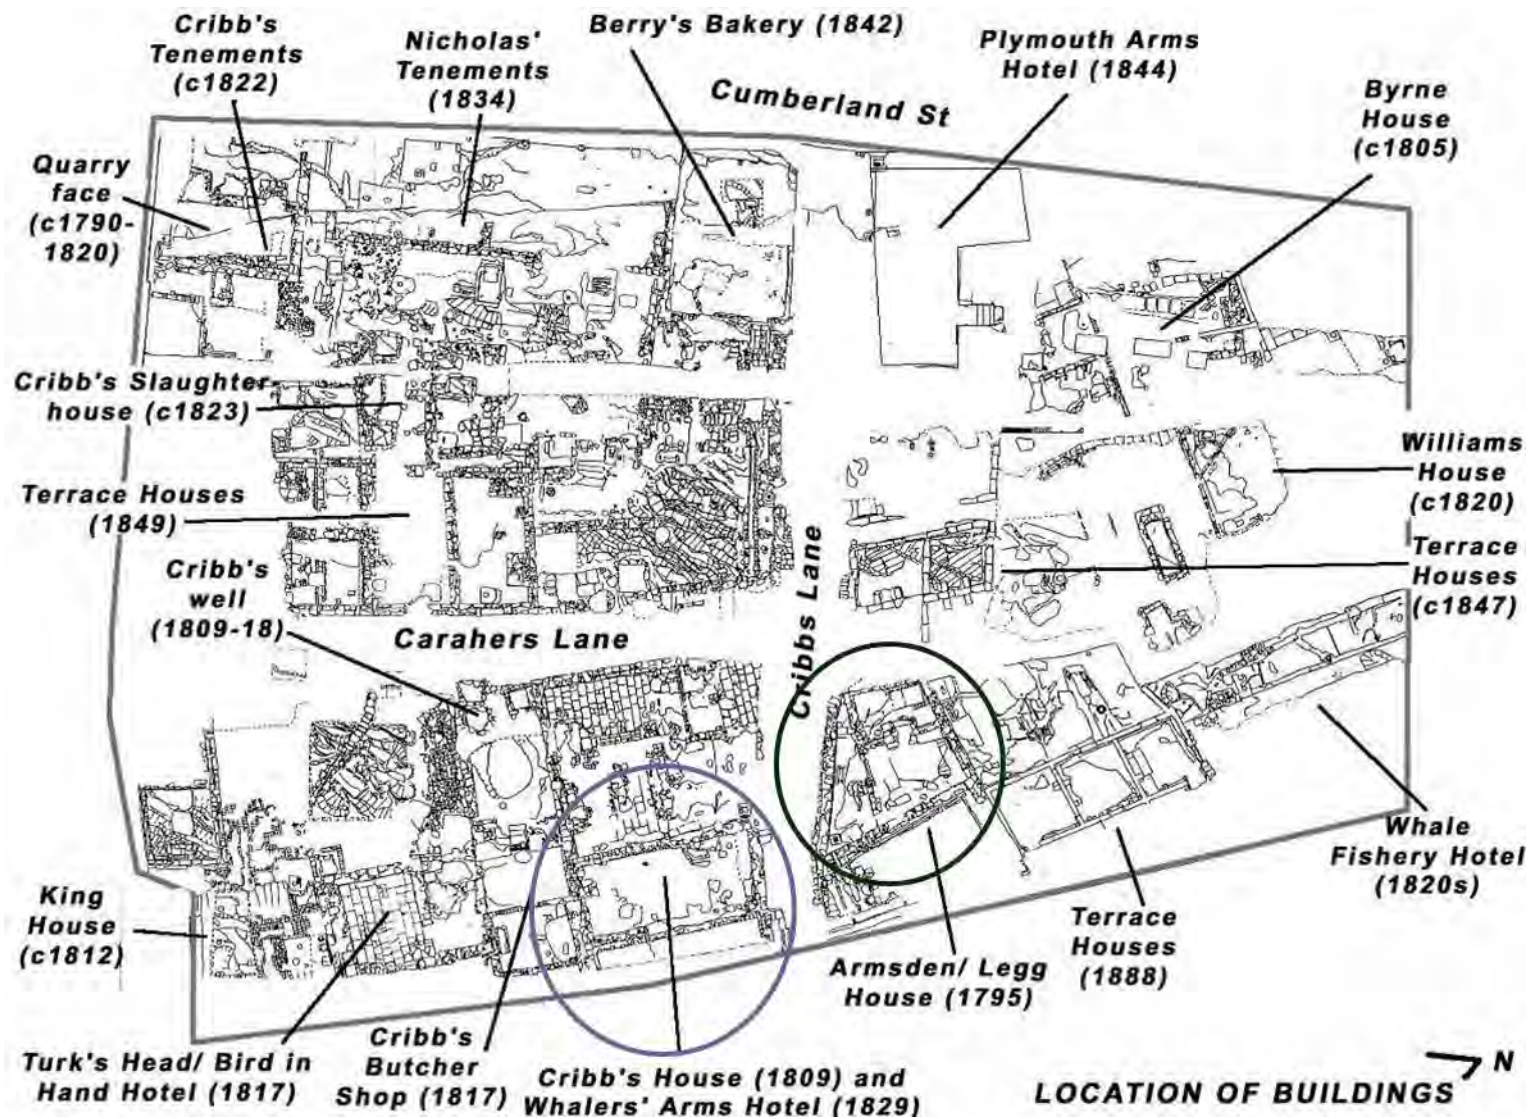 Cribb's
Tenements
(c1822)
Nicholas'
Tenements
(1834)
Berry's Bakery (1842)
Plymouth Arms
Hotel (1844)
Cumberland St
Byrne
House
(c1805)
Quarry
face
(c1790-
1820)
Cribb's Slaughter
house (c1823)
Williams
House
(c1820)
Terrace Houses
(1849)
Terrace
Houses
(c1847)
Cribb's
well
(1809-18)
Carahers Lane
Cribbs Lane
Whale
Fishery Hotel
(1820s)
King
House
(c1812)
Terrace
Houses
(1888)
Armsden/ Legg
House (1795)
Turk's Head/ Bird in
Hand Hotel (1817)
Cribb's
Butcher
Shop (1817)
Cribb's House (1809) and
Whalers' Arms Hotel (1829)
N
LOCATION OF BUILDINGS